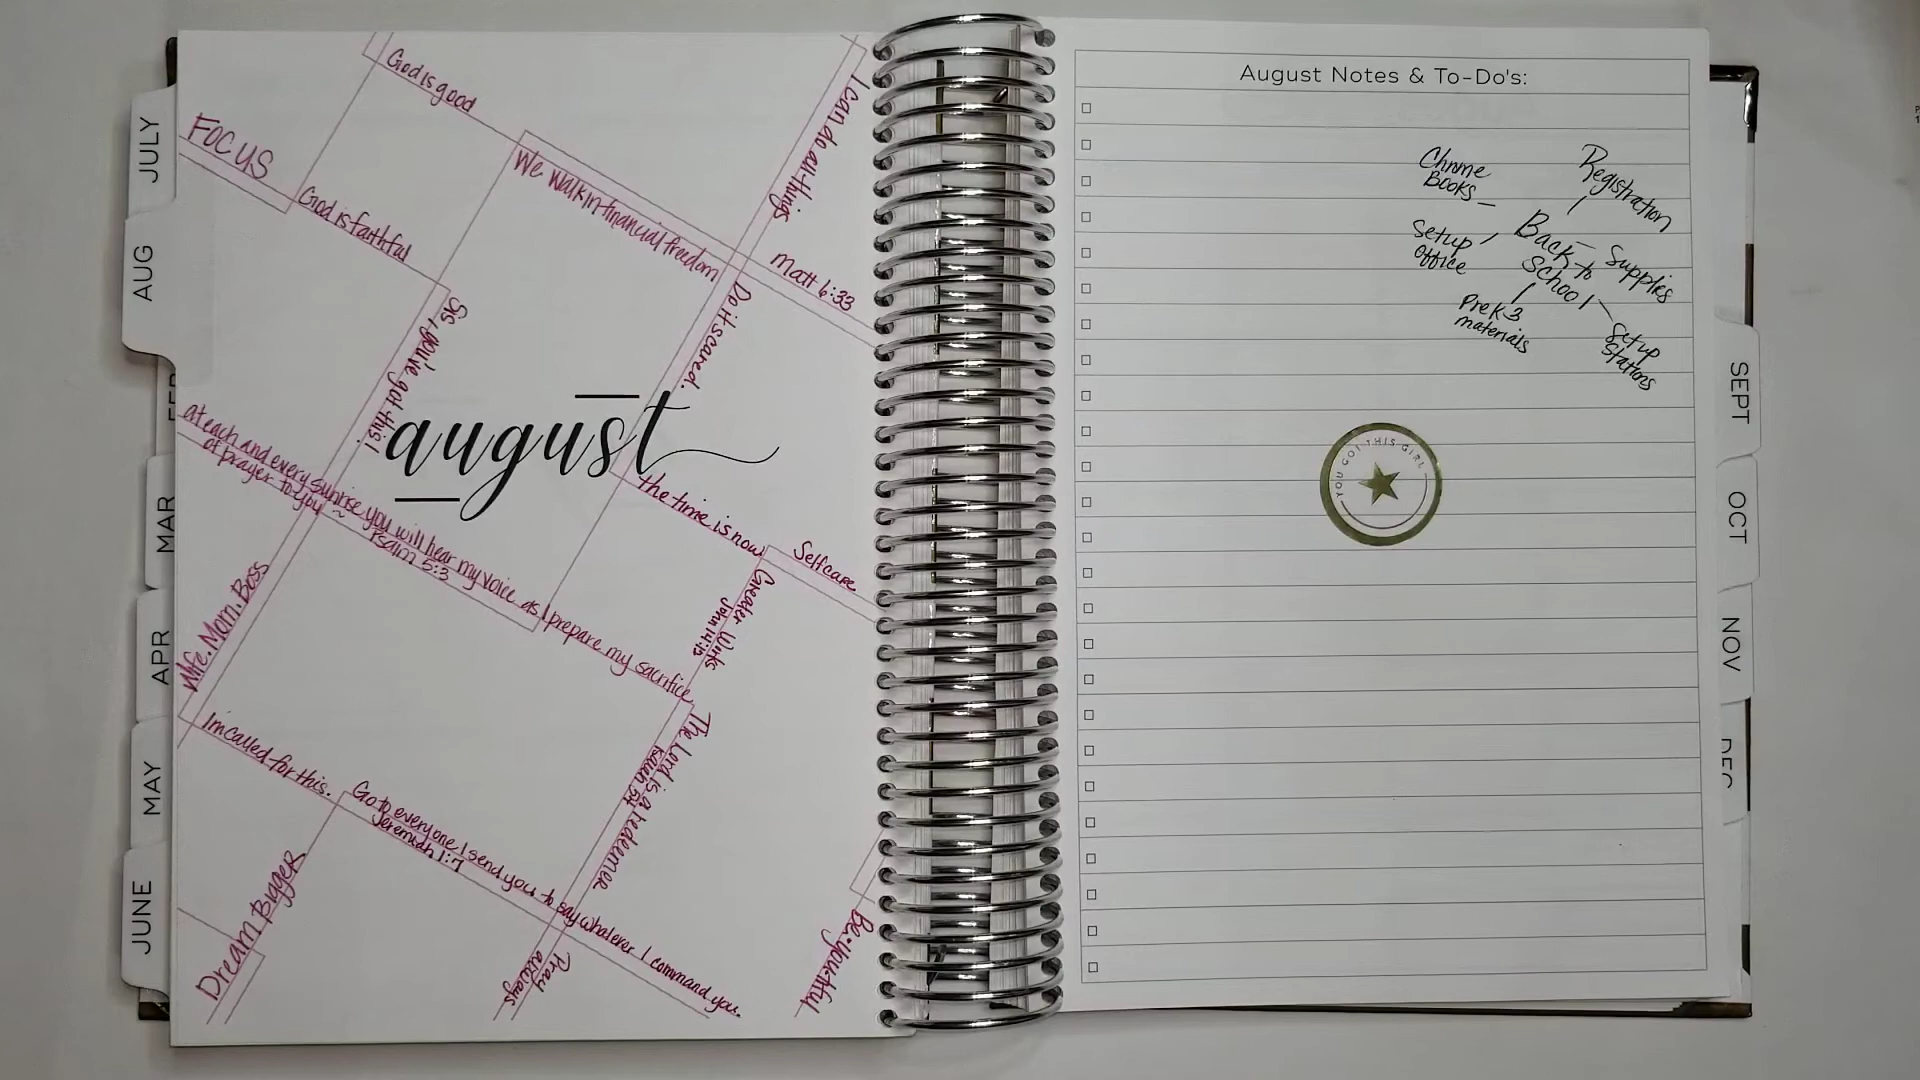 God is good
I can do all things
FOCUS
We walk in financial freedom
God is faithful
Matt 6:33
Do it scared.
Sis, you've got this!
august
at each and every sunrise you will hear my voice as I prepare my sacrifice
of prayer to you ~
Psalm 5:3
the time is now
Selfcare
Greater Works
Wife. Mom. Boss
The Lord is a redeemer
I'm called for this.
Go to everyone I send you to say whatever I command you.
Jeremiah 1:7
Dream Bigger
Pray
always
Be•you•tiful
JULY
AUG
MAR
APR
MAY
JUNE
August Notes & To-Do's:
Chrome
Books
Registration
Back to
School
Setup
office
Supplies
PreK3
materials
Setup
Stations
YOU GOT THIS GIRL
SEPT
OCT
NOV
DEC